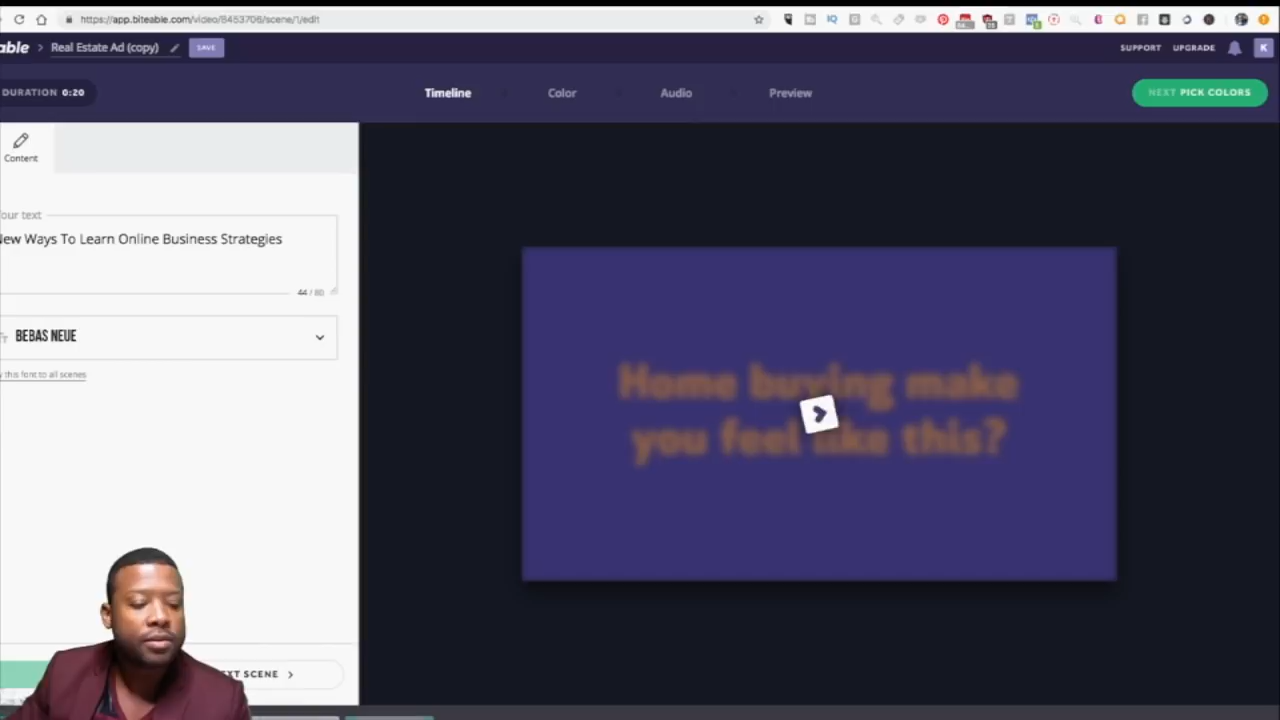 https://app.biteable.com/video/8453706/scene/1/edit
able > Real Estate Ad (copy) SAVE
SUPPORT UPGRADE K
DURATION 0:20
Timeline
Color
Audio
Preview
NEXT PICK COLORS
Content
our text
New Ways To Learn Online Business Strategies
44 / 80
BEBAS NEUE
this font to all scenes
Home buying make
you feel like this?
EXT SCENE >